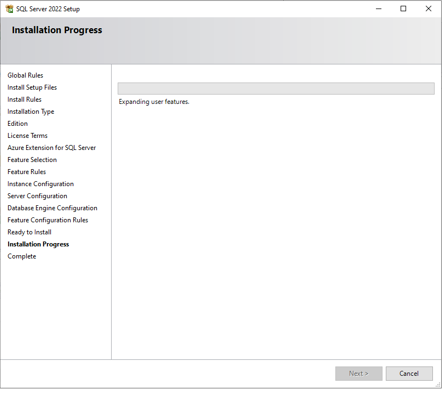 SQL Server 2022 Setup
Installation Progress
Global Rules
Install Setup Files
Install Rules
Installation Type
Edition
License Terms
Azure Extension for SQL Server
Feature Selection
Feature Rules
Instance Configuration
Server Configuration
Database Engine Configuration
Feature Configuration Rules
Ready to Install
Installation Progress
Complete
Expanding user features.
Next >
Cancel